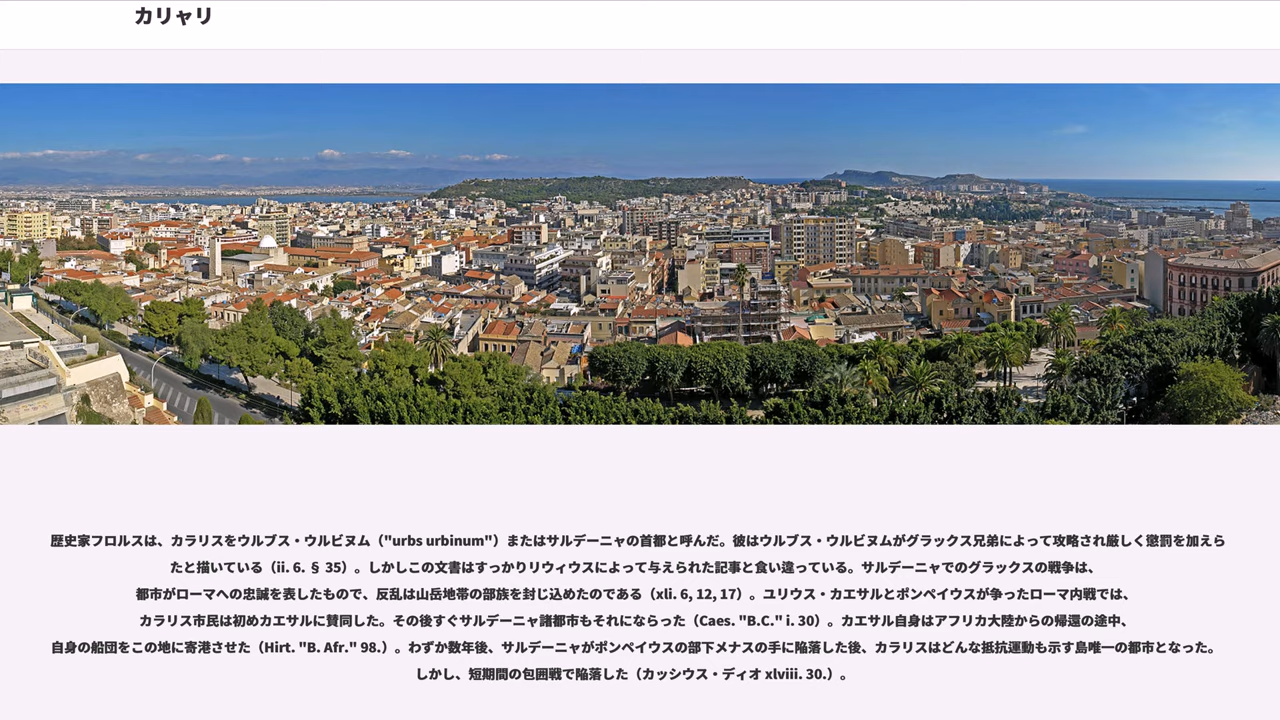 カリャリ
歴史家フロルスは、カラリスをウルブス・ウルビヌム（"urbs urbinum"）またはサルデーニャの首都と呼んだ。彼はウルブス・ウルビヌムがグラックス兄弟によって攻略され厳しく懲罰を加えら
たと描いている（ii. 6. § 35）。しかしこの文書はすっかりリウィウスによって与えられた記事と食い違っている。サルデーニャでのグラックスの戦争は、
都市がローマへの忠誠を表したもので、反乱は山岳地帯の部族を封じ込めたのである（xli. 6, 12, 17）。ユリウス・カエサルとポンペイウスが争ったローマ内戦では、
カラリス市民は初めカエサルに賛同した。その後すぐサルデーニャ諸都市もそれにならった（Caes. "B.C." i. 30）。カエサル自身はアフリカ大陸からの帰還の途中、
自身の船団をこの地に寄港させた（Hirt. "B. Afr." 98.）。わずか数年後、サルデーニャがポンペイウスの部下メナスの手に陥落した後、カラリスはどんな抵抗運動も示す島唯一の都市となった。
しかし、短期間の包囲戦で陥落した（カッシウス・ディオ xlviii. 30.）。